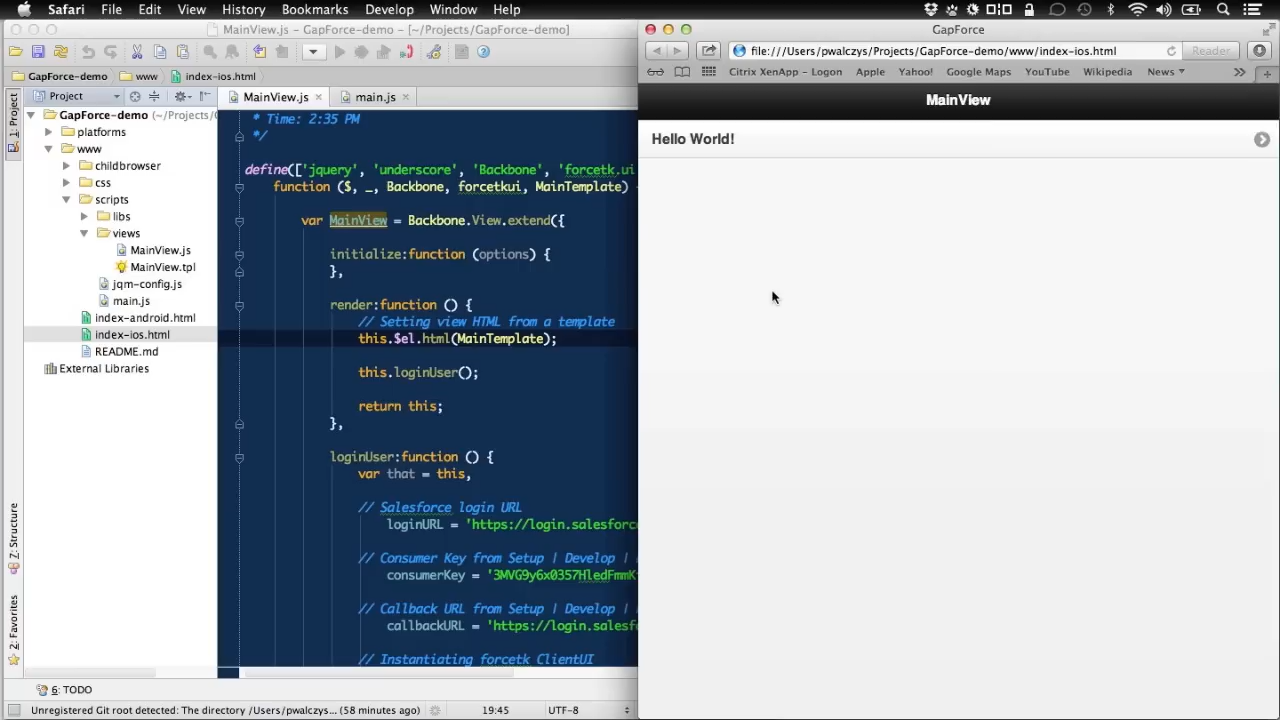 Safari File Edit View History Bookmarks Develop Window Help
MainView.js - GapForce-demo - [~/Projects/GapForce-demo]
GapForce-demo www index-ios.html
Project
MainView.js
main.js
1: Project
GapForce-demo (~/Projects/G
platforms
www
childbrowser
css
scripts
libs
views
MainView.js
MainView.tpl
jqm-config.js
main.js
index-android.html
index-ios.html
README.md
External Libraries
Z: Structure
2: Favorites
* Time: 2:35 PM
*/
define(['jquery', 'underscore', 'Backbone', 'forcetk.ui
function ($, _, Backbone, forcetkui, MainTemplate)
var MainView = Backbone.View.extend({
initialize:function (options) {
},
render:function () {
// Setting view HTML from a template
this.$el.html(MainTemplate);
this.loginUser();
return this;
},
loginUser:function () {
var that = this,
// Salesforce login URL
loginURL = 'https://login.salesforc
// Consumer Key from Setup | Develop |
consumerKey = '3MVG9y6x0357HledFmmK
// Callback URL from Setup | Develop |
callbackURL = 'https://login.salesf
// Instantiating forcetk ClientUI
6: TODO
Unregistered Git root detected: The directory /Users/pwalczys... (58 minutes ago) 19:45 UTF-8
GapForce
file:///Users/pwalczys/Projects/GapForce-demo/www/index-ios.html
Reader
Citrix XenApp - Logon Apple Yahoo! Google Maps YouTube Wikipedia News
MainView
Hello World!